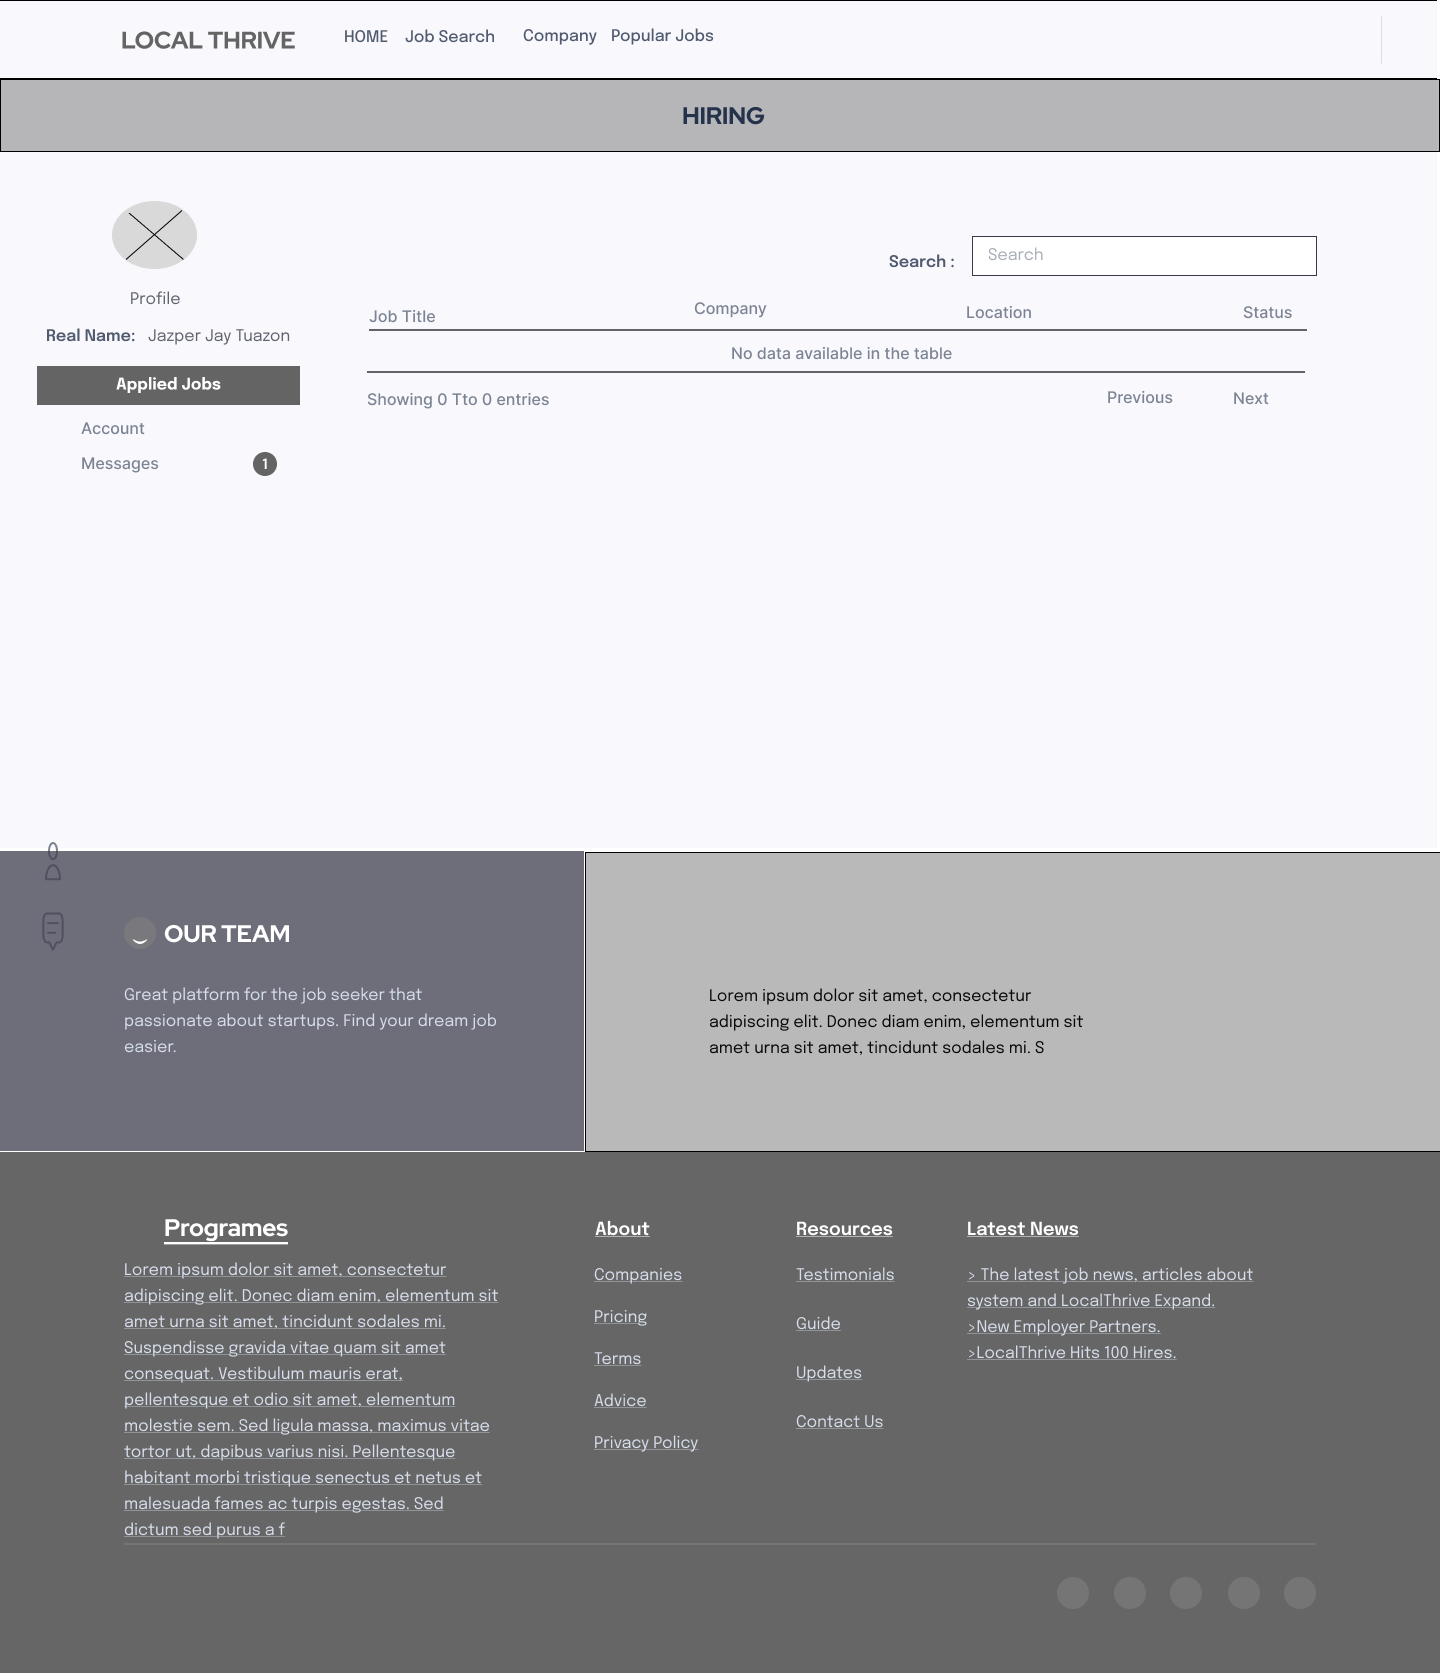 LOCAL THRIVE HOME Job Search Company Popular Jobs
HIRING
Profile
Real Name: Jazper Jay Tuazon
Applied Jobs
Account
Messages 1
Search : Search
Job Title Company Location Status
No data available in the table
Showing 0 Tto 0 entries Previous Next
OUR TEAM
Great platform for the job seeker that
passionate about startups. Find your dream job
easier.
Lorem ipsum dolor sit amet, consectetur
adipiscing elit. Donec diam enim, elementum sit
amet urna sit amet, tincidunt sodales mi. S
Programes
Lorem ipsum dolor sit amet, consectetur
adipiscing elit. Donec diam enim, elementum sit
amet urna sit amet, tincidunt sodales mi.
Suspendisse gravida vitae quam sit amet
consequat. Vestibulum mauris erat,
pellentesque et odio sit amet, elementum
molestie sem. Sed ligula massa, maximus vitae
tortor ut, dapibus varius nisi. Pellentesque
habitant morbi tristique senectus et netus et
malesuada fames ac turpis egestas. Sed
dictum sed purus a f
About
Companies
Pricing
Terms
Advice
Privacy Policy
Resources
Testimonials
Guide
Updates
Contact Us
Latest News
> The latest job news, articles about
system and LocalThrive Expand.
>New Employer Partners.
>LocalThrive Hits 100 Hires.